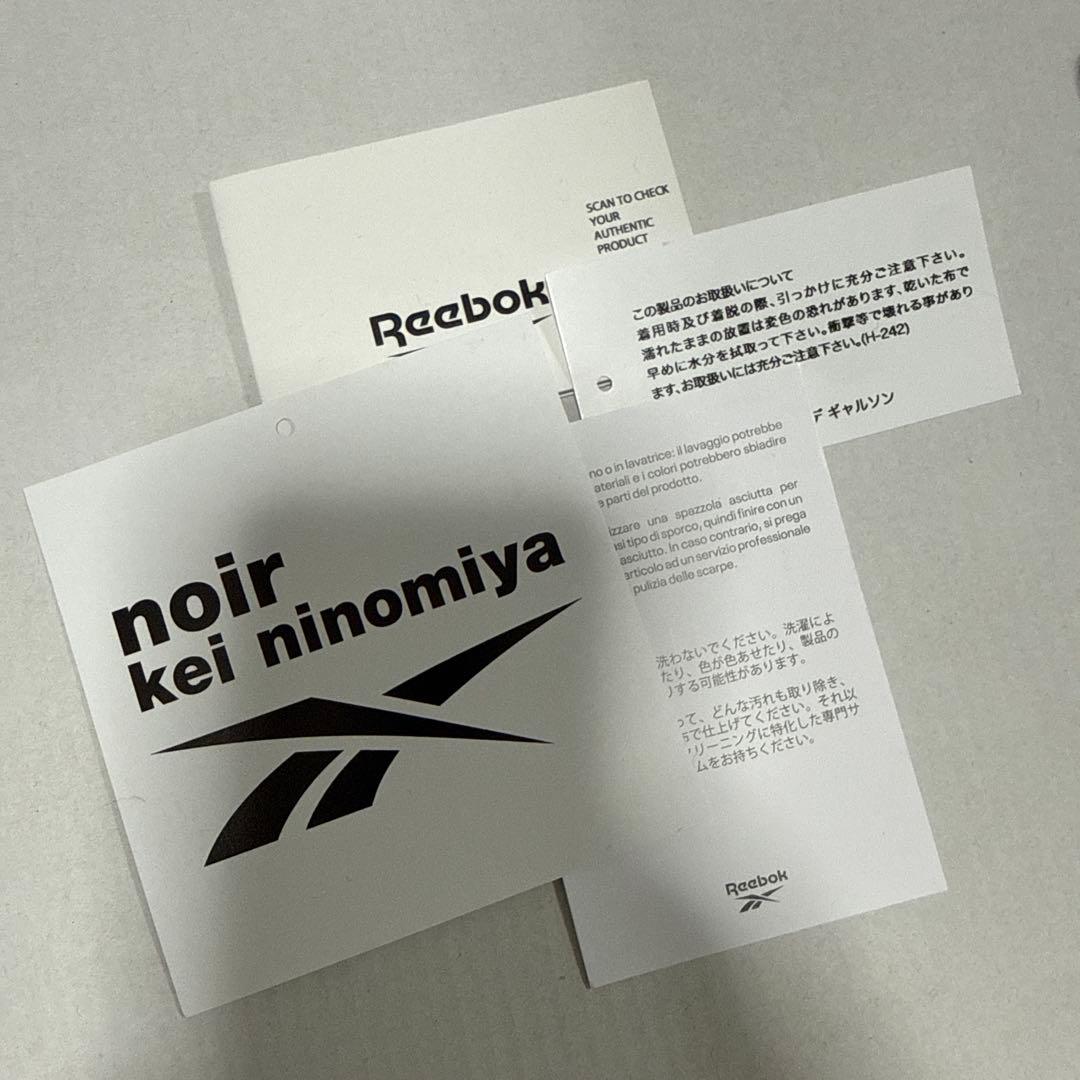 SCAN TO CHECK
YOUR
AUTHENTIC
PRODUCT
Reebok
この製品のお取扱いについて
着用時及び着脱の際、引っかけに充分ご注意下さい。
濡れたままの放置は変色の恐れがあります、乾いた布で
早めに水分を拭取って下さい。衝撃等で壊れる事があり
ます、お取扱いには充分ご注意下さい。(H-242)
デ ギャルソン
noir
kei ninomiya
no o in lavatrice: il lavaggio potrebbe
ateriali e i colori potrebbero sbiadire
e parti del prodotto.
izzare una spazzola asciutta per
asi tipo di sporco, quindi finire con un
asciutto. In caso contrario, si prega
articolo ad un servizio professionale
pulizia delle scarpe.
洗わないでください。洗濯によ
たり、色が色あせたり、製品の
りする可能性があります。
って、どんな汚れも取り除き、
布で仕上げてください。それ以
クリーニングに特化した専門サ
ムをお持ちください。
Reebok